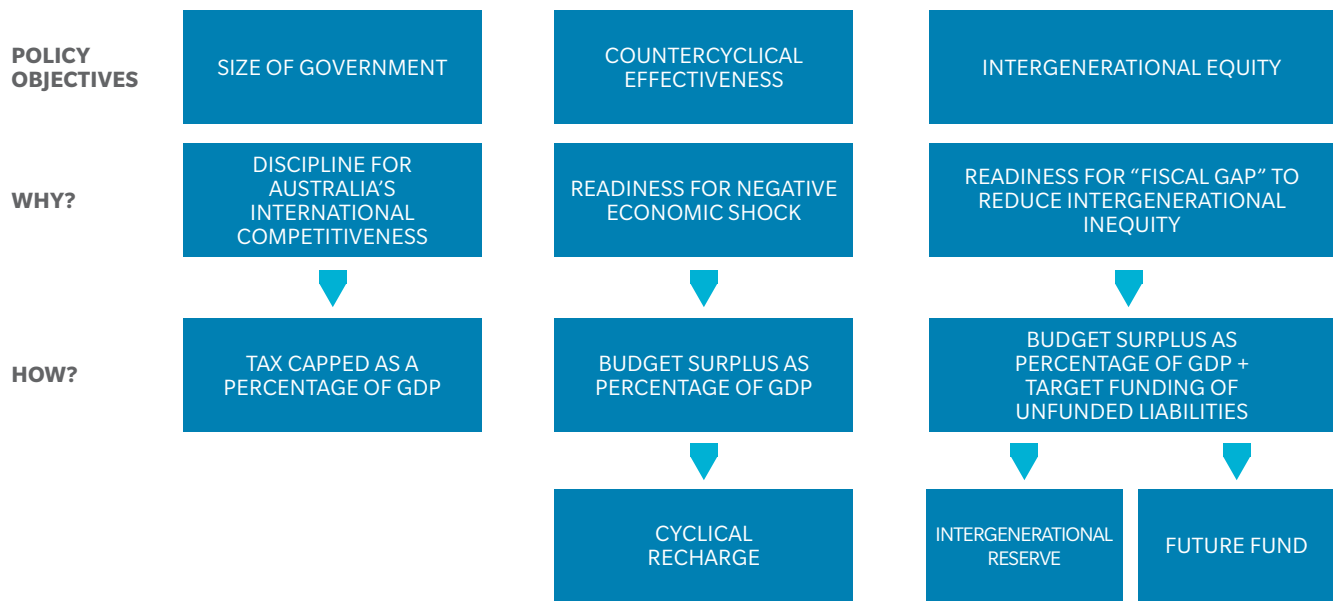 POLICY
OBJECTIVES
SIZE OF GOVERNMENT
COUNTERCYCLICAL
EFFECTIVENESS
INTERGENERATIONAL EQUITY
WHY?
DISCIPLINE FOR
AUSTRALIA’S
INTERNATIONAL
COMPETITIVENESS
READINESS FOR NEGATIVE
ECONOMIC SHOCK
READINESS FOR “FISCAL GAP” TO
REDUCE INTERGENERATIONAL
INEQUITY
HOW?
TAX CAPPED AS A
PERCENTAGE OF GDP
BUDGET SURPLUS AS
PERCENTAGE OF GDP
BUDGET SURPLUS AS
PERCENTAGE OF GDP +
TARGET FUNDING OF
UNFUNDED LIABILITIES
CYCLICAL
RECHARGE
INTERGENERATIONAL
RESERVE
FUTURE FUND